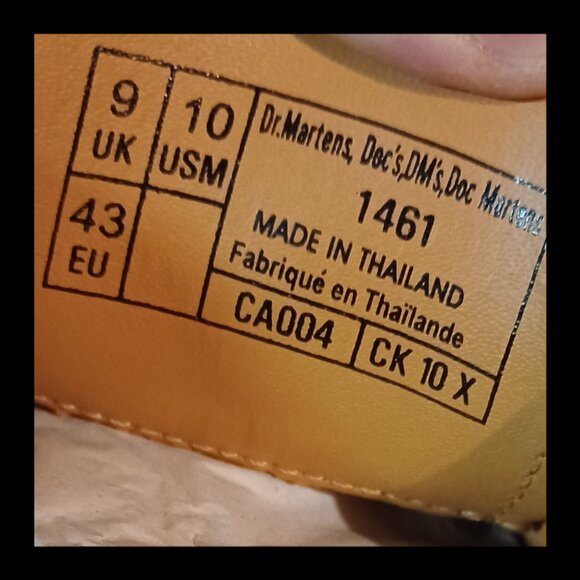 9 UK
10 USM
43 EU
Dr.Martens, Doc's,DM's,Doc Martens
1461
MADE IN THAILAND
Fabriqué en Thaïlande
CA004
CK 10 X